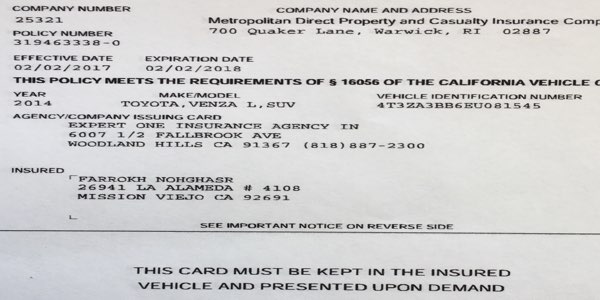 COMPANY NUMBER COMPANY NAME AND ADDRESS
25321 Metropolitan Direct Property and Casualty Insurance Comp
POLICY NUMBER 700 Quaker Lane, Warwick, RI 02887
319463338-0
EFFECTIVE DATE EXPIRATION DATE
02/02/2017 02/02/2018
THIS POLICY MEETS THE REQUIREMENTS OF § 16056 OF THE CALIFORNIA VEHICLE
YEAR MAKE/MODEL VEHICLE IDENTIFICATION NUMBER
2014 TOYOTA,VENZA L,SUV 4T3ZA3BB6EU081545
AGENCY/COMPANY ISSUING CARD
EXPERT ONE INSURANCE AGENCY IN
6007 1/2 FALLBROOK AVE
WOODLAND HILLS CA 91367 (818)887-2300
INSURED
FARROKH NOHGHASR
26941 LA ALAMEDA # 4108
MISSION VIEJO CA 92691
SEE IMPORTANT NOTICE ON REVERSE SIDE
THIS CARD MUST BE KEPT IN THE INSURED
VEHICLE AND PRESENTED UPON DEMAND